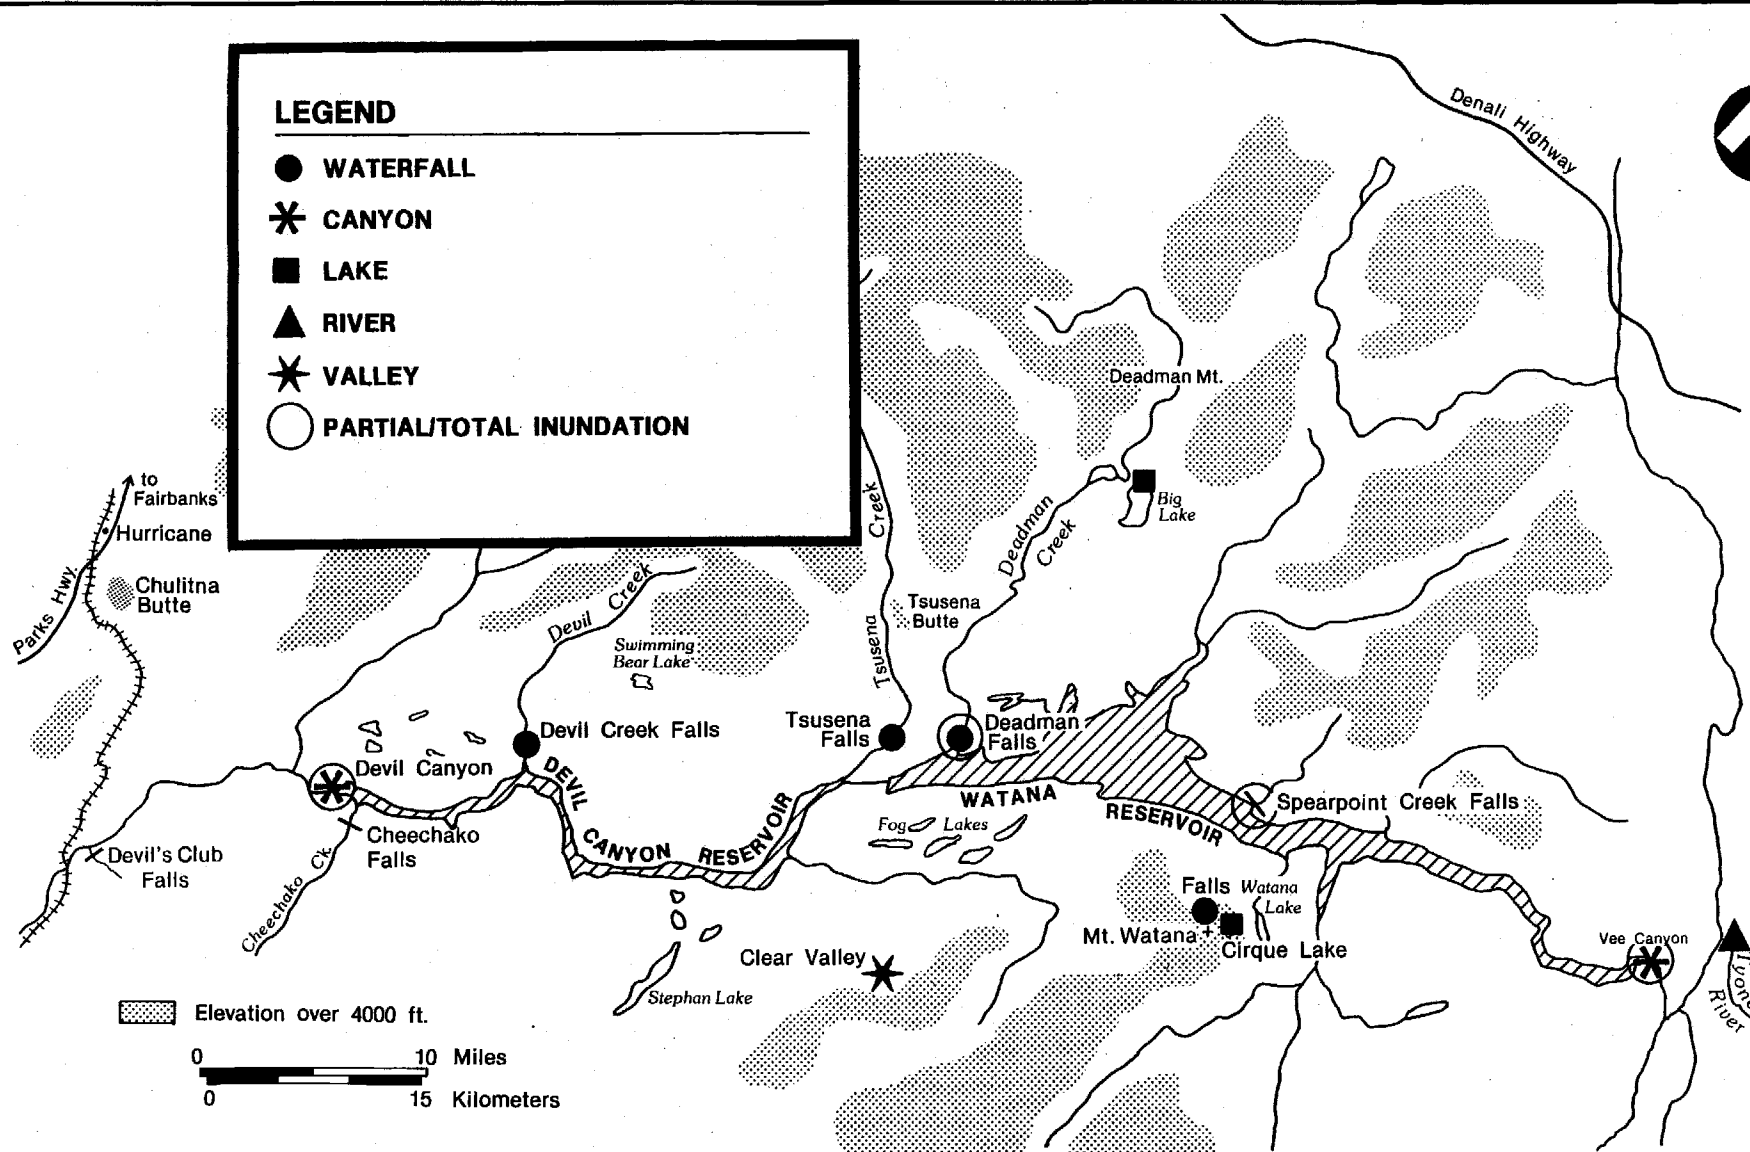 LEGEND
WATERFALL
CANYON
LAKE
RIVER
VALLEY
PARTIAL/TOTAL INUNDATION
Denali Highway
Deadman Mt.
Big
Lake
Deadman
Creek
Tsusena
Creek
Tsusena
Butte
to
Fairbanks
Hurricane
Parks Hwy.
Chulitna
Butte
Devil Creek
Swimming
Bear Lake
Devil Creek Falls
Tsusena
Falls
Deadman
Falls
Devil Canyon
DEVIL
CANYON
RESERVOIR
WATANA
RESERVOIR
Spearpoint Creek Falls
Fog Lakes
Cheechako
Falls
Cheechako Ck.
Devil's Club
Falls
Falls
Watana
Lake
Mt. Watana
Cirque Lake
Vee Canyon
Clear Valley
Stephan Lake
River
Elevation over 4000 ft.
0 10 Miles
0 15 Kilometers